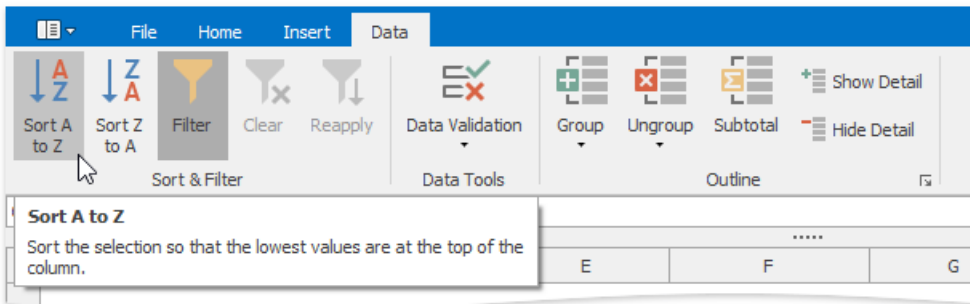 File Home Insert Data
A Z Z A
Sort A to Z Sort Z to A Filter Clear Reapply Data Validation Group Ungroup Subtotal Show Detail Hide Detail
Sort & Filter Data Tools Outline
Sort A to Z
Sort the selection so that the lowest values are at the top of the
column.
E F G